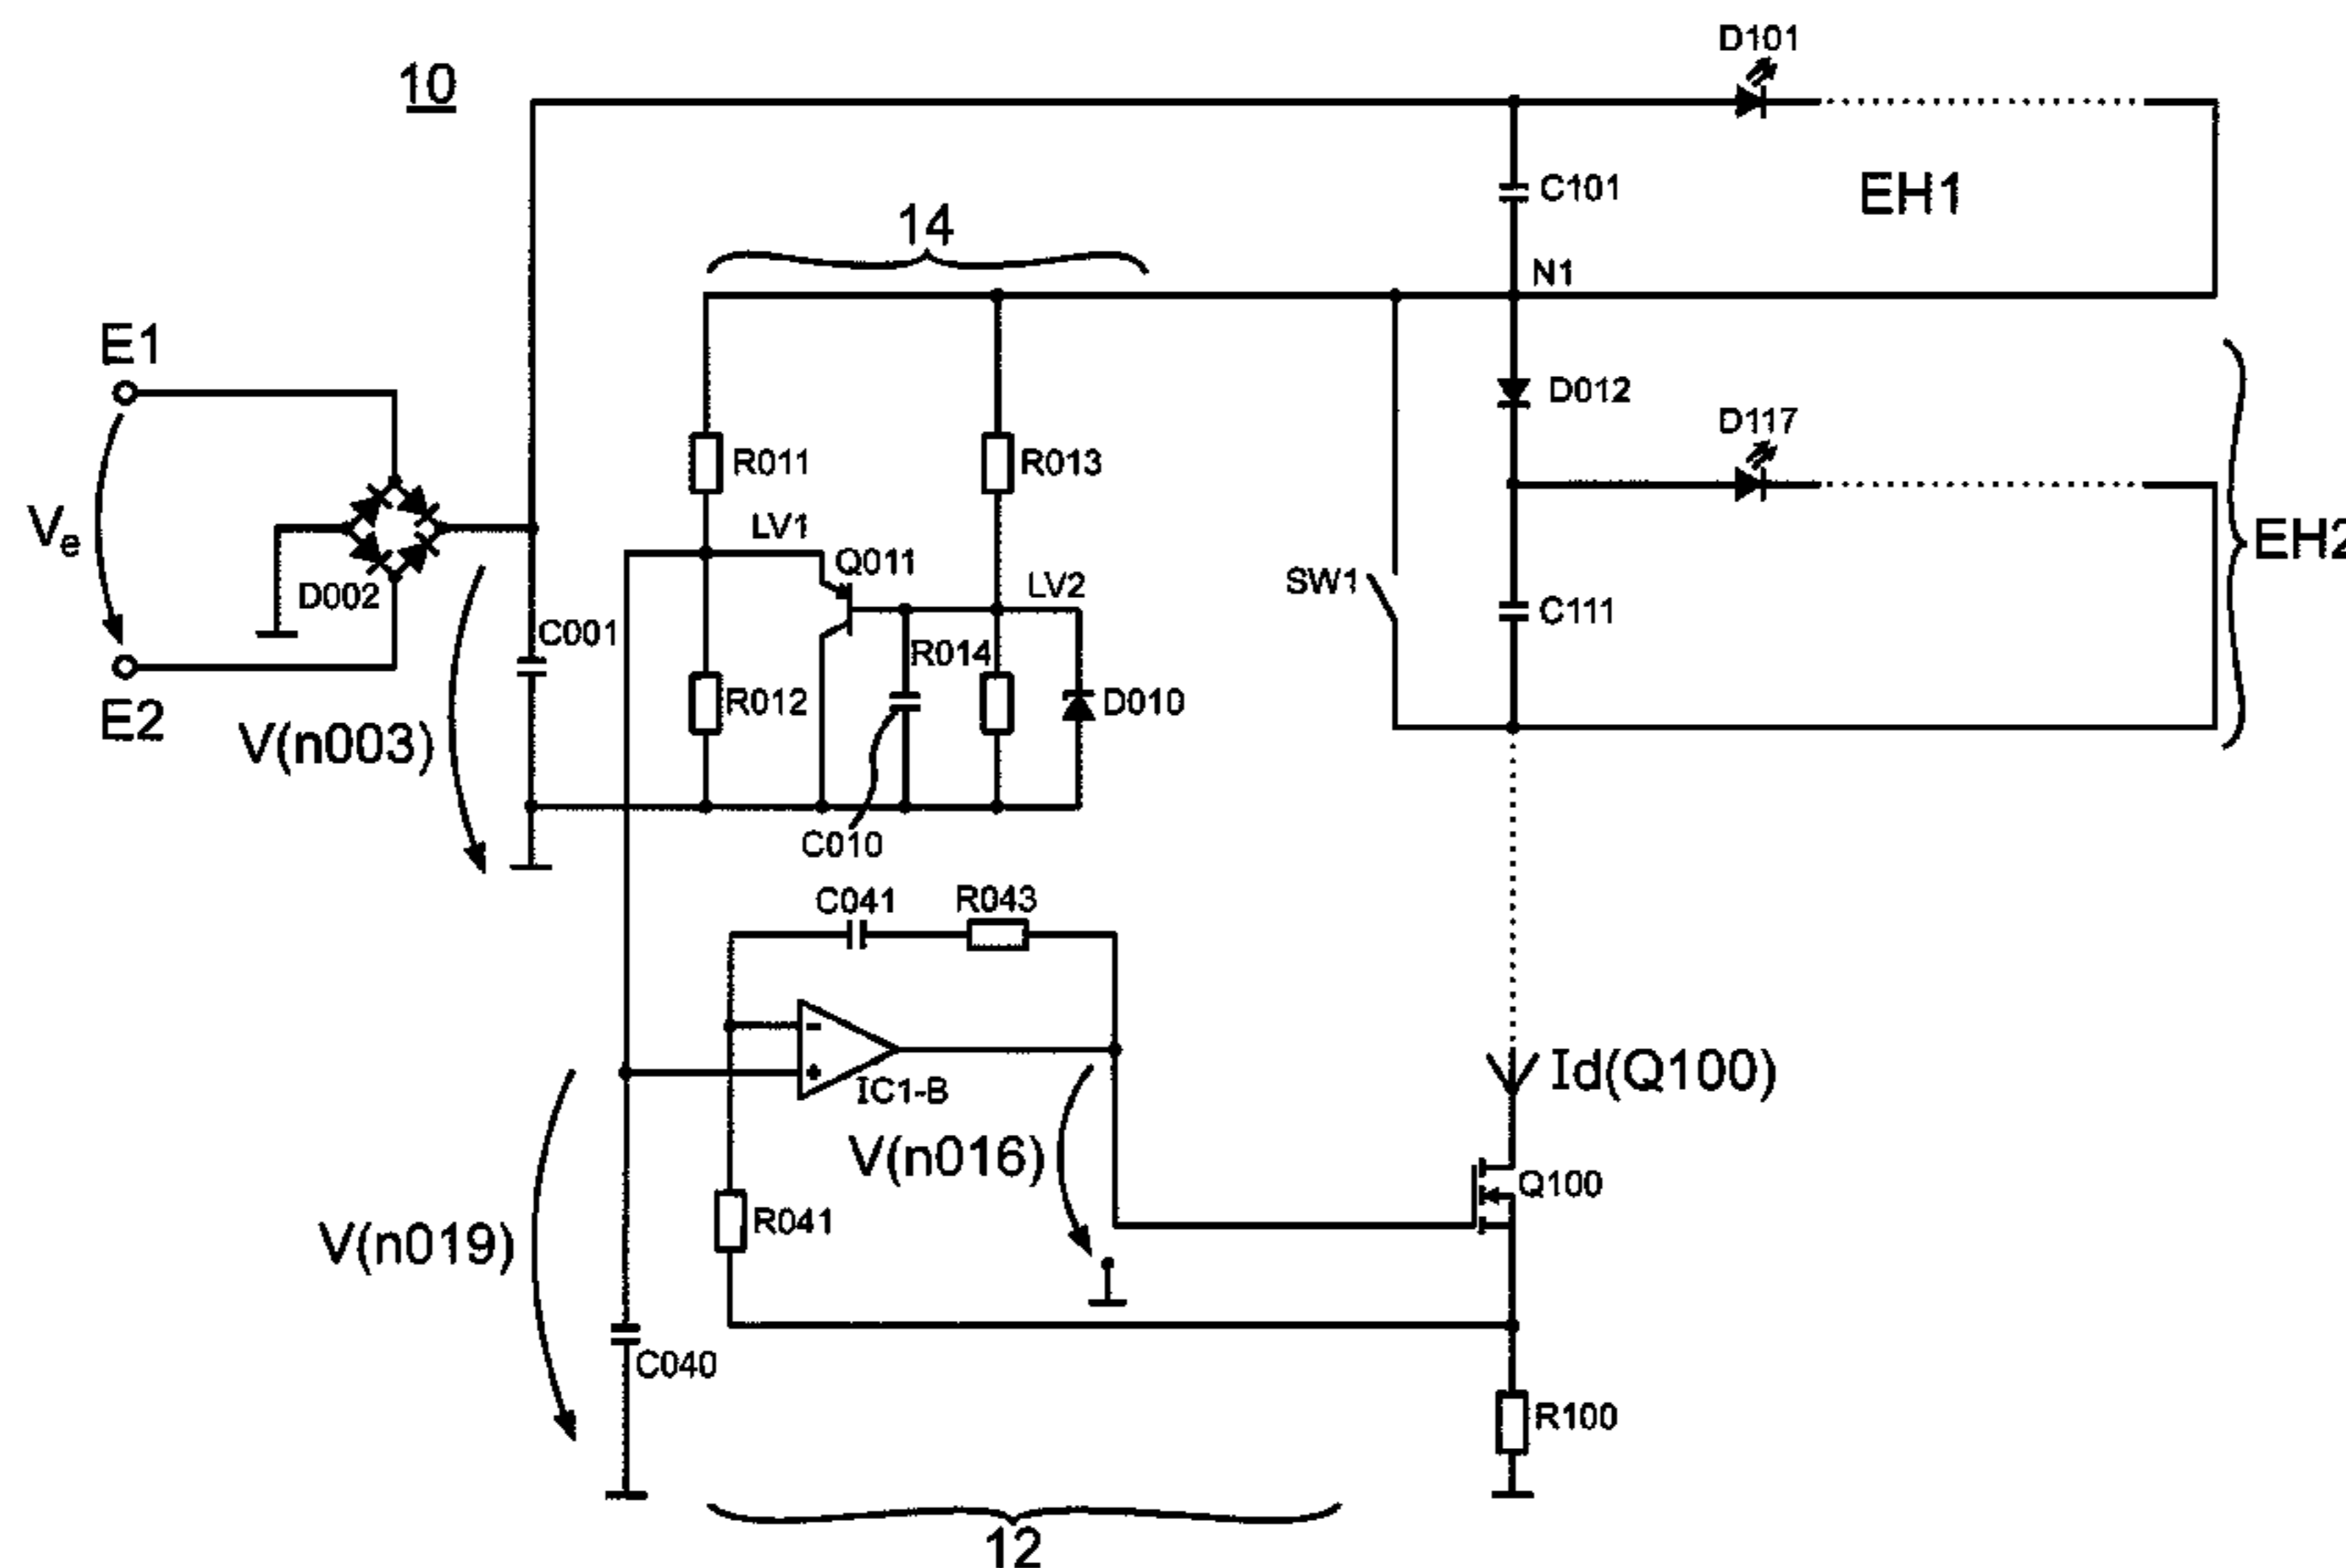 10
D101
C101
EH1
14
N1
E1
D012
D117
R011
R013
LV1
Q011
Ve
LV2
SW1
EH2
D002
C001
R014
C111
E2
R012
D010
V(n003)
C010
C041
R043
-
+
IC1-B
Id(Q100)
V(n016)
Q100
R041
V(n019)
C040
R100
12